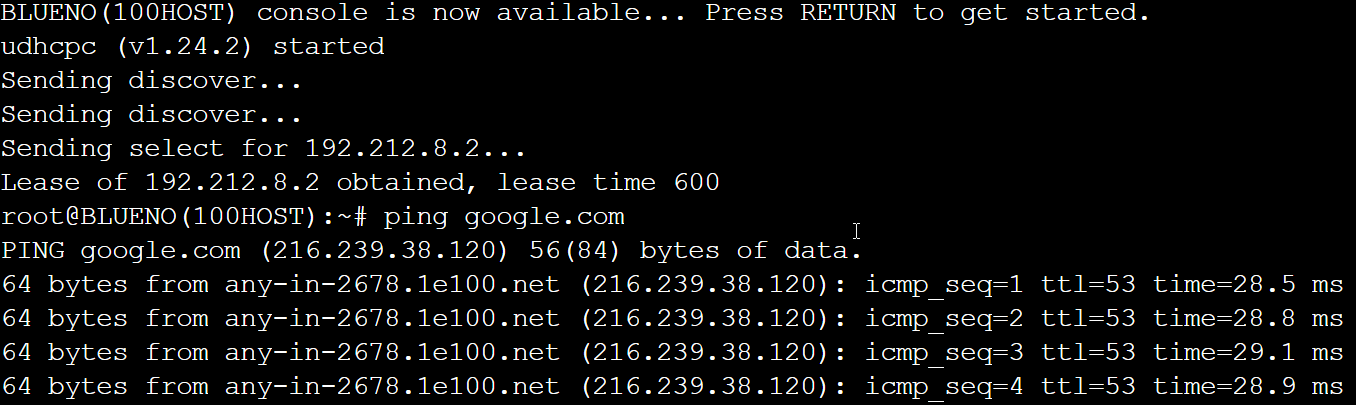 BLUENO(100HOST) console is now available... Press RETURN to get started.
udhcpc (v1.24.2) started
Sending discover...
Sending discover...
Sending select for 192.212.8.2...
Lease of 192.212.8.2 obtained, lease time 600
root@BLUENO(100HOST):~# ping google.com
PING google.com (216.239.38.120) 56(84) bytes of data.
64 bytes from any-in-2678.1e100.net (216.239.38.120): icmp_seq=1 ttl=53 time=28.5 ms
64 bytes from any-in-2678.1e100.net (216.239.38.120): icmp_seq=2 ttl=53 time=28.8 ms
64 bytes from any-in-2678.1e100.net (216.239.38.120): icmp_seq=3 ttl=53 time=29.1 ms
64 bytes from any-in-2678.1e100.net (216.239.38.120): icmp_seq=4 ttl=53 time=28.9 ms